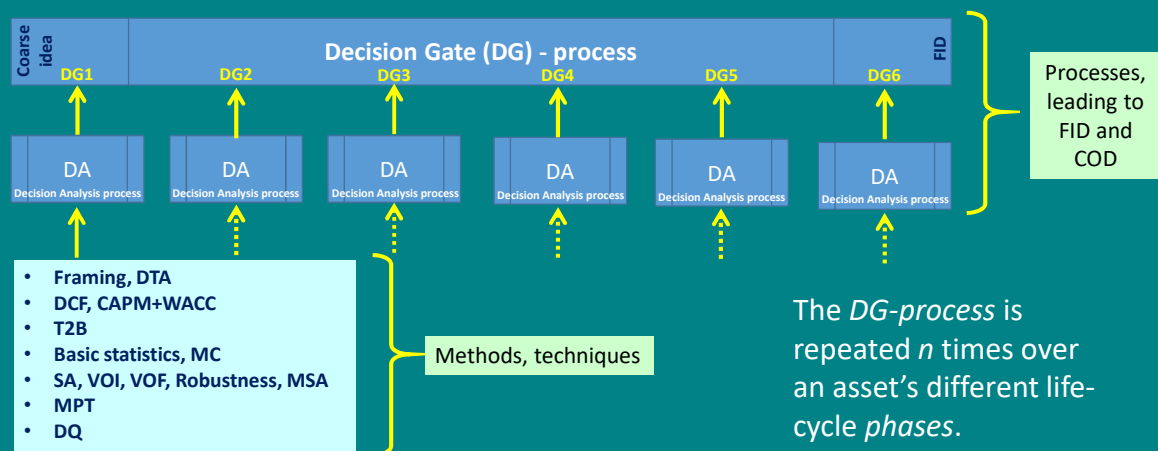 Coarse
idea
Decision Gate (DG) - process
FID
DG1
DG2
DG3
DG4
DG5
DG6
Processes,
leading to
FID and
COD
DA
Decision Analysis process
DA
Decision Analysis process
DA
Decision Analysis process
DA
Decision Analysis process
DA
Decision Analysis process
DA
Decision Analysis process
• Framing, DTA
• DCF, CAPM+WACC
• T2B
• Basic statistics, MC
• SA, VOI, VOF, Robustness, MSA
• MPT
• DQ
Methods, techniques
The DG-process is
repeated n times over
an asset's different life-
cycle phases.